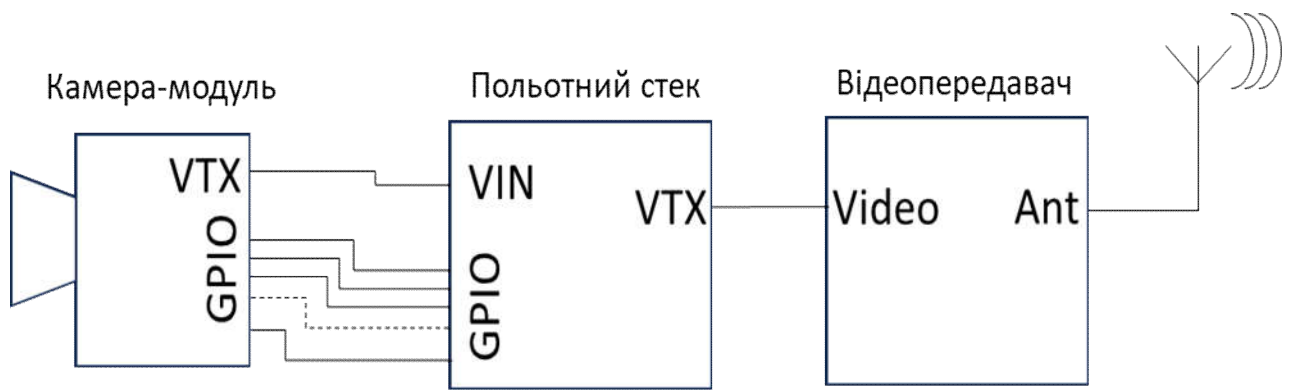 Камера-модуль
Польотний стек
Відеопередавач
VTX
GPIO
VIN
GPIO
VTX
Video
Ant